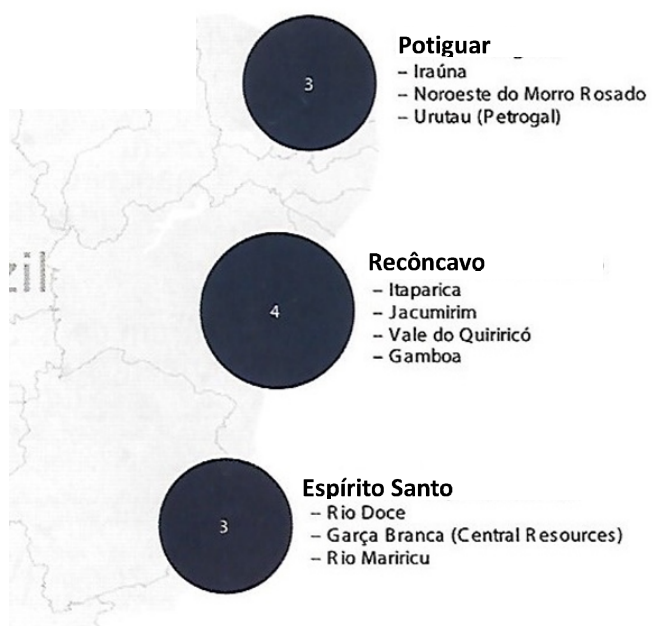 Potiguar
3
– Iraúna
– Noroeste do Morro Rosado
– Urutau (Petrogal)
Recôncavo
4
– Itaparica
– Jacumirim
– Vale do Quiriricó
– Gamboa
Espírito Santo
3
– Rio Doce
– Garça Branca (Central Resources)
– Rio Mariricu